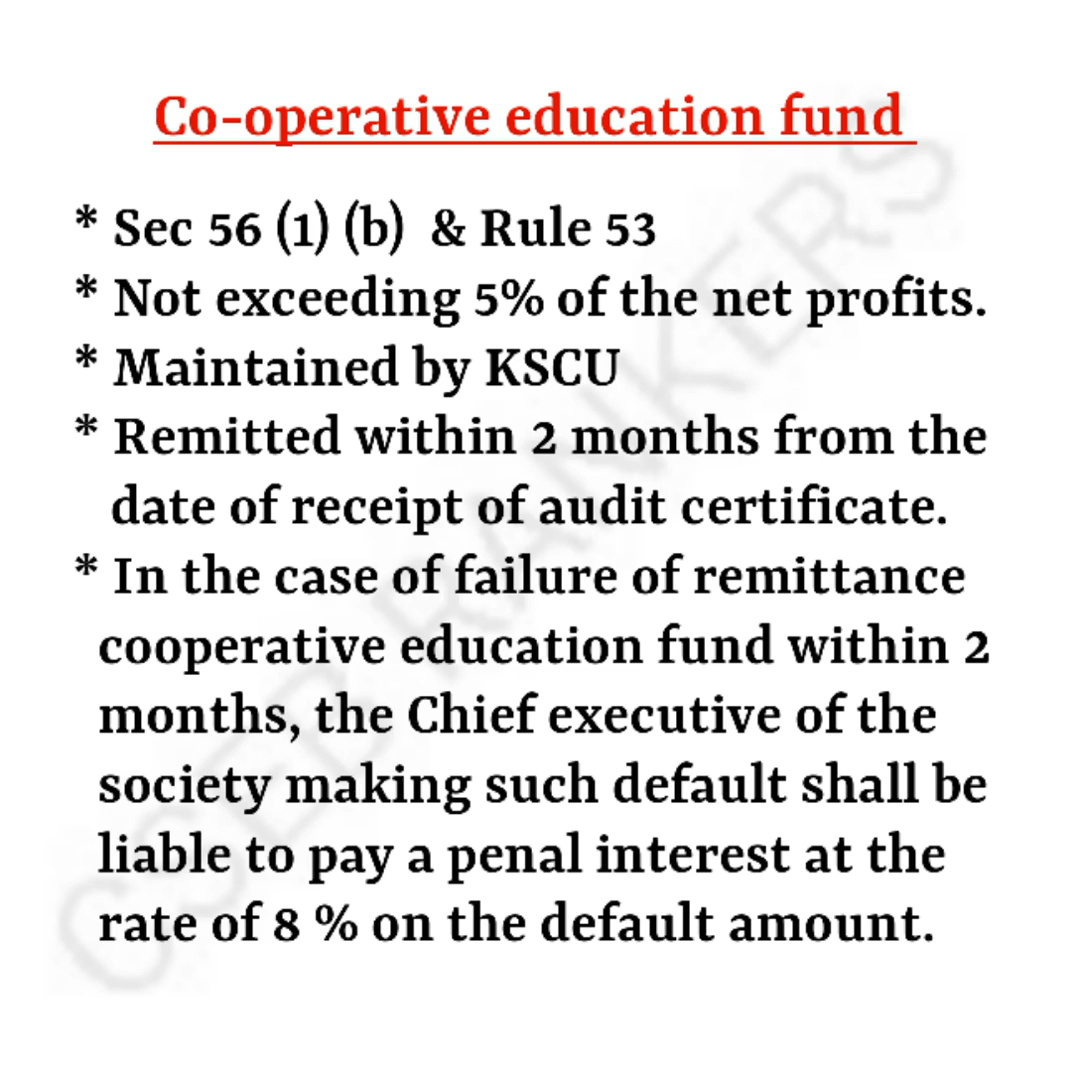 Co-operative education fund
* Sec 56 (1) (b) & Rule 53
* Not exceeding 5% of the net profits.
* Maintained by KSCU
* Remitted within 2 months from the
date of receipt of audit certificate.
* In the case of failure of remittance
cooperative education fund within 2
months, the Chief executive of the
society making such default shall be
liable to pay a penal interest at the
rate of 8 % on the default amount.
CSEB RANKERS